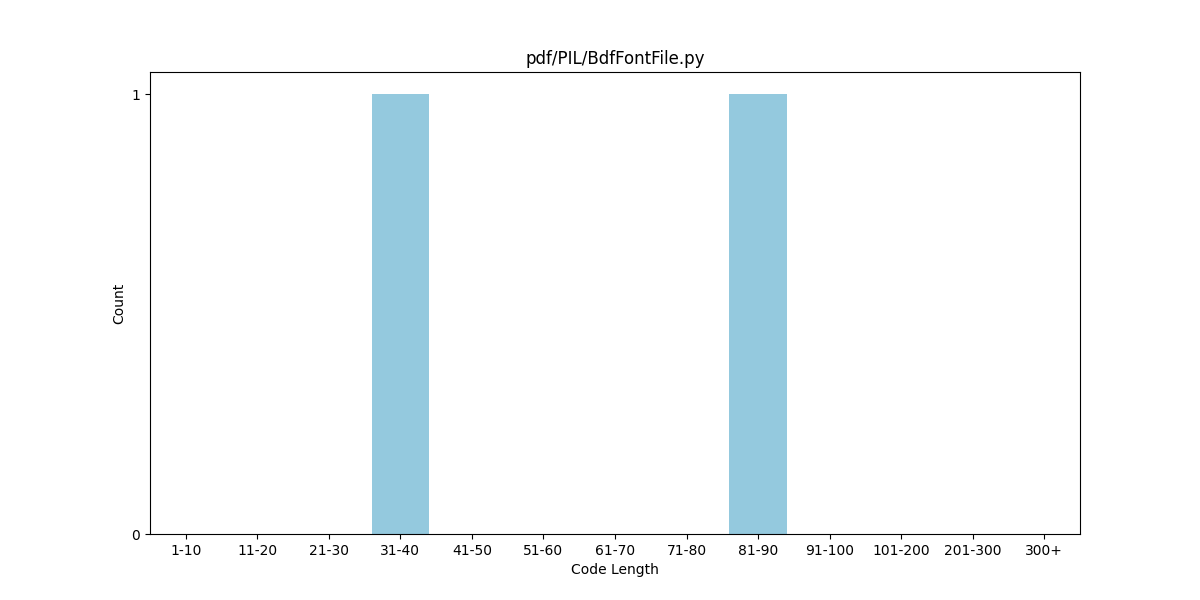 pdf/PIL/BdfFontFile.py
1
0
Count
1-10 11-20 21-30 31-40 41-50 51-60 61-70 71-80 81-90 91-100 101-200 201-300 300+
Code Length